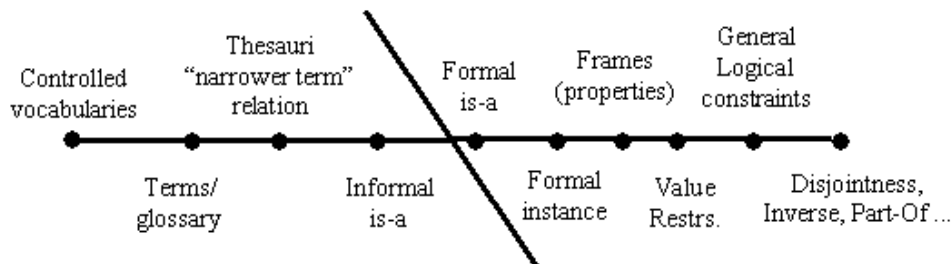 Controlled
vocabularies
Terms/
glossary
Thesauri
“narrower term”
relation
Informal
is-a
Formal
is-a
Formal
instance
Frames
(properties)
Value
Restrs.
General
Logical
constraints
Disjointness,
Inverse, Part-Of ...